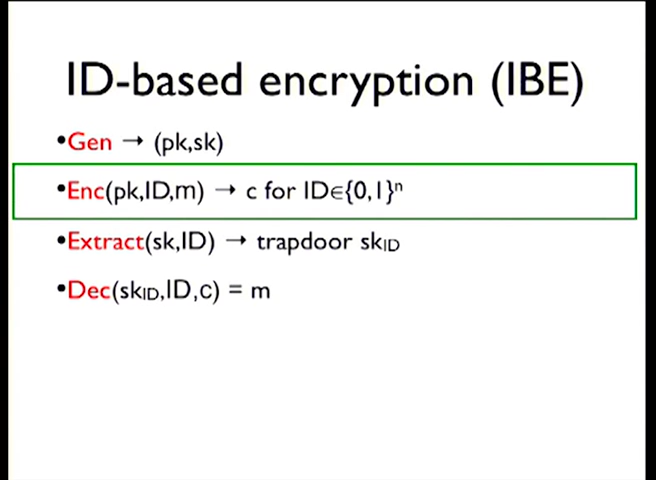 ID-based encryption (IBE)
•Gen → (pk,sk)
•Enc(pk,ID,m) → c for ID∈{0,1}ⁿ
•Extract(sk,ID) → trapdoor skID
•Dec(skID,ID,c) = m